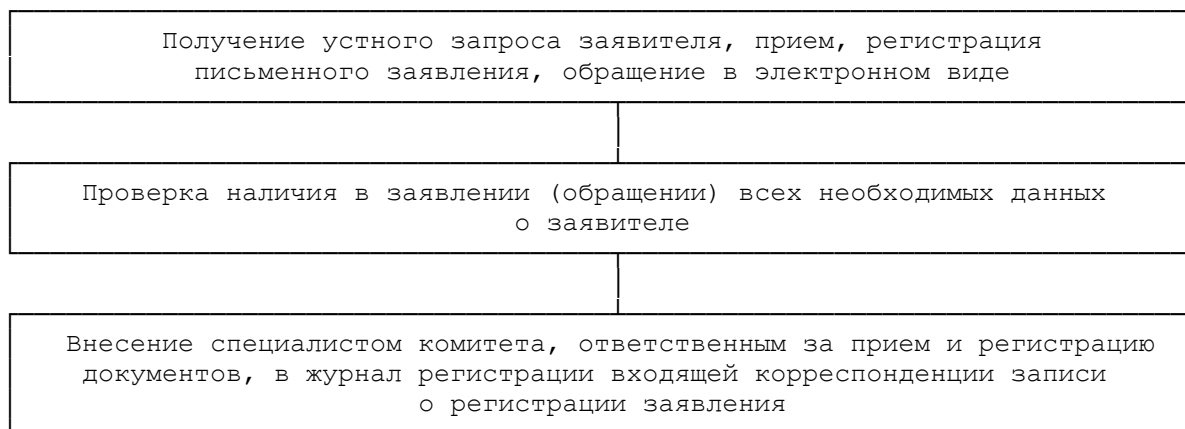 Получение устного запроса заявителя, прием, регистрация
письменного заявления, обращение в электронном виде
Проверка наличия в заявлении (обращении) всех необходимых данных
о заявителе
Внесение специалистом комитета, ответственным за прием и регистрацию
документов, в журнал регистрации входящей корреспонденции записи
о регистрации заявления